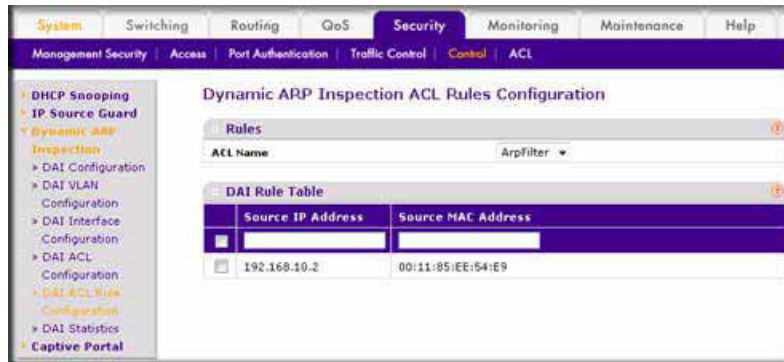 System Switching Routing QoS Security Monitoring Maintenance Help
Management Security Access Port Authentication Traffic Control Control ACL
DHCP Snooping
IP Source Guard
Dynamic ARP
Inspection
» DAI Configuration
» DAI VLAN
Configuration
» DAI Interface
Configuration
» DAI ACL
Configuration
» DAI ACL Rule
Configuration
» DAI Statistics
Captive Portal
Dynamic ARP Inspection ACL Rules Configuration
Rules
ACL Name ArpFilter
DAI Rule Table
Source IP Address Source MAC Address
192.168.10.2 00:11:85:EE:54:E9